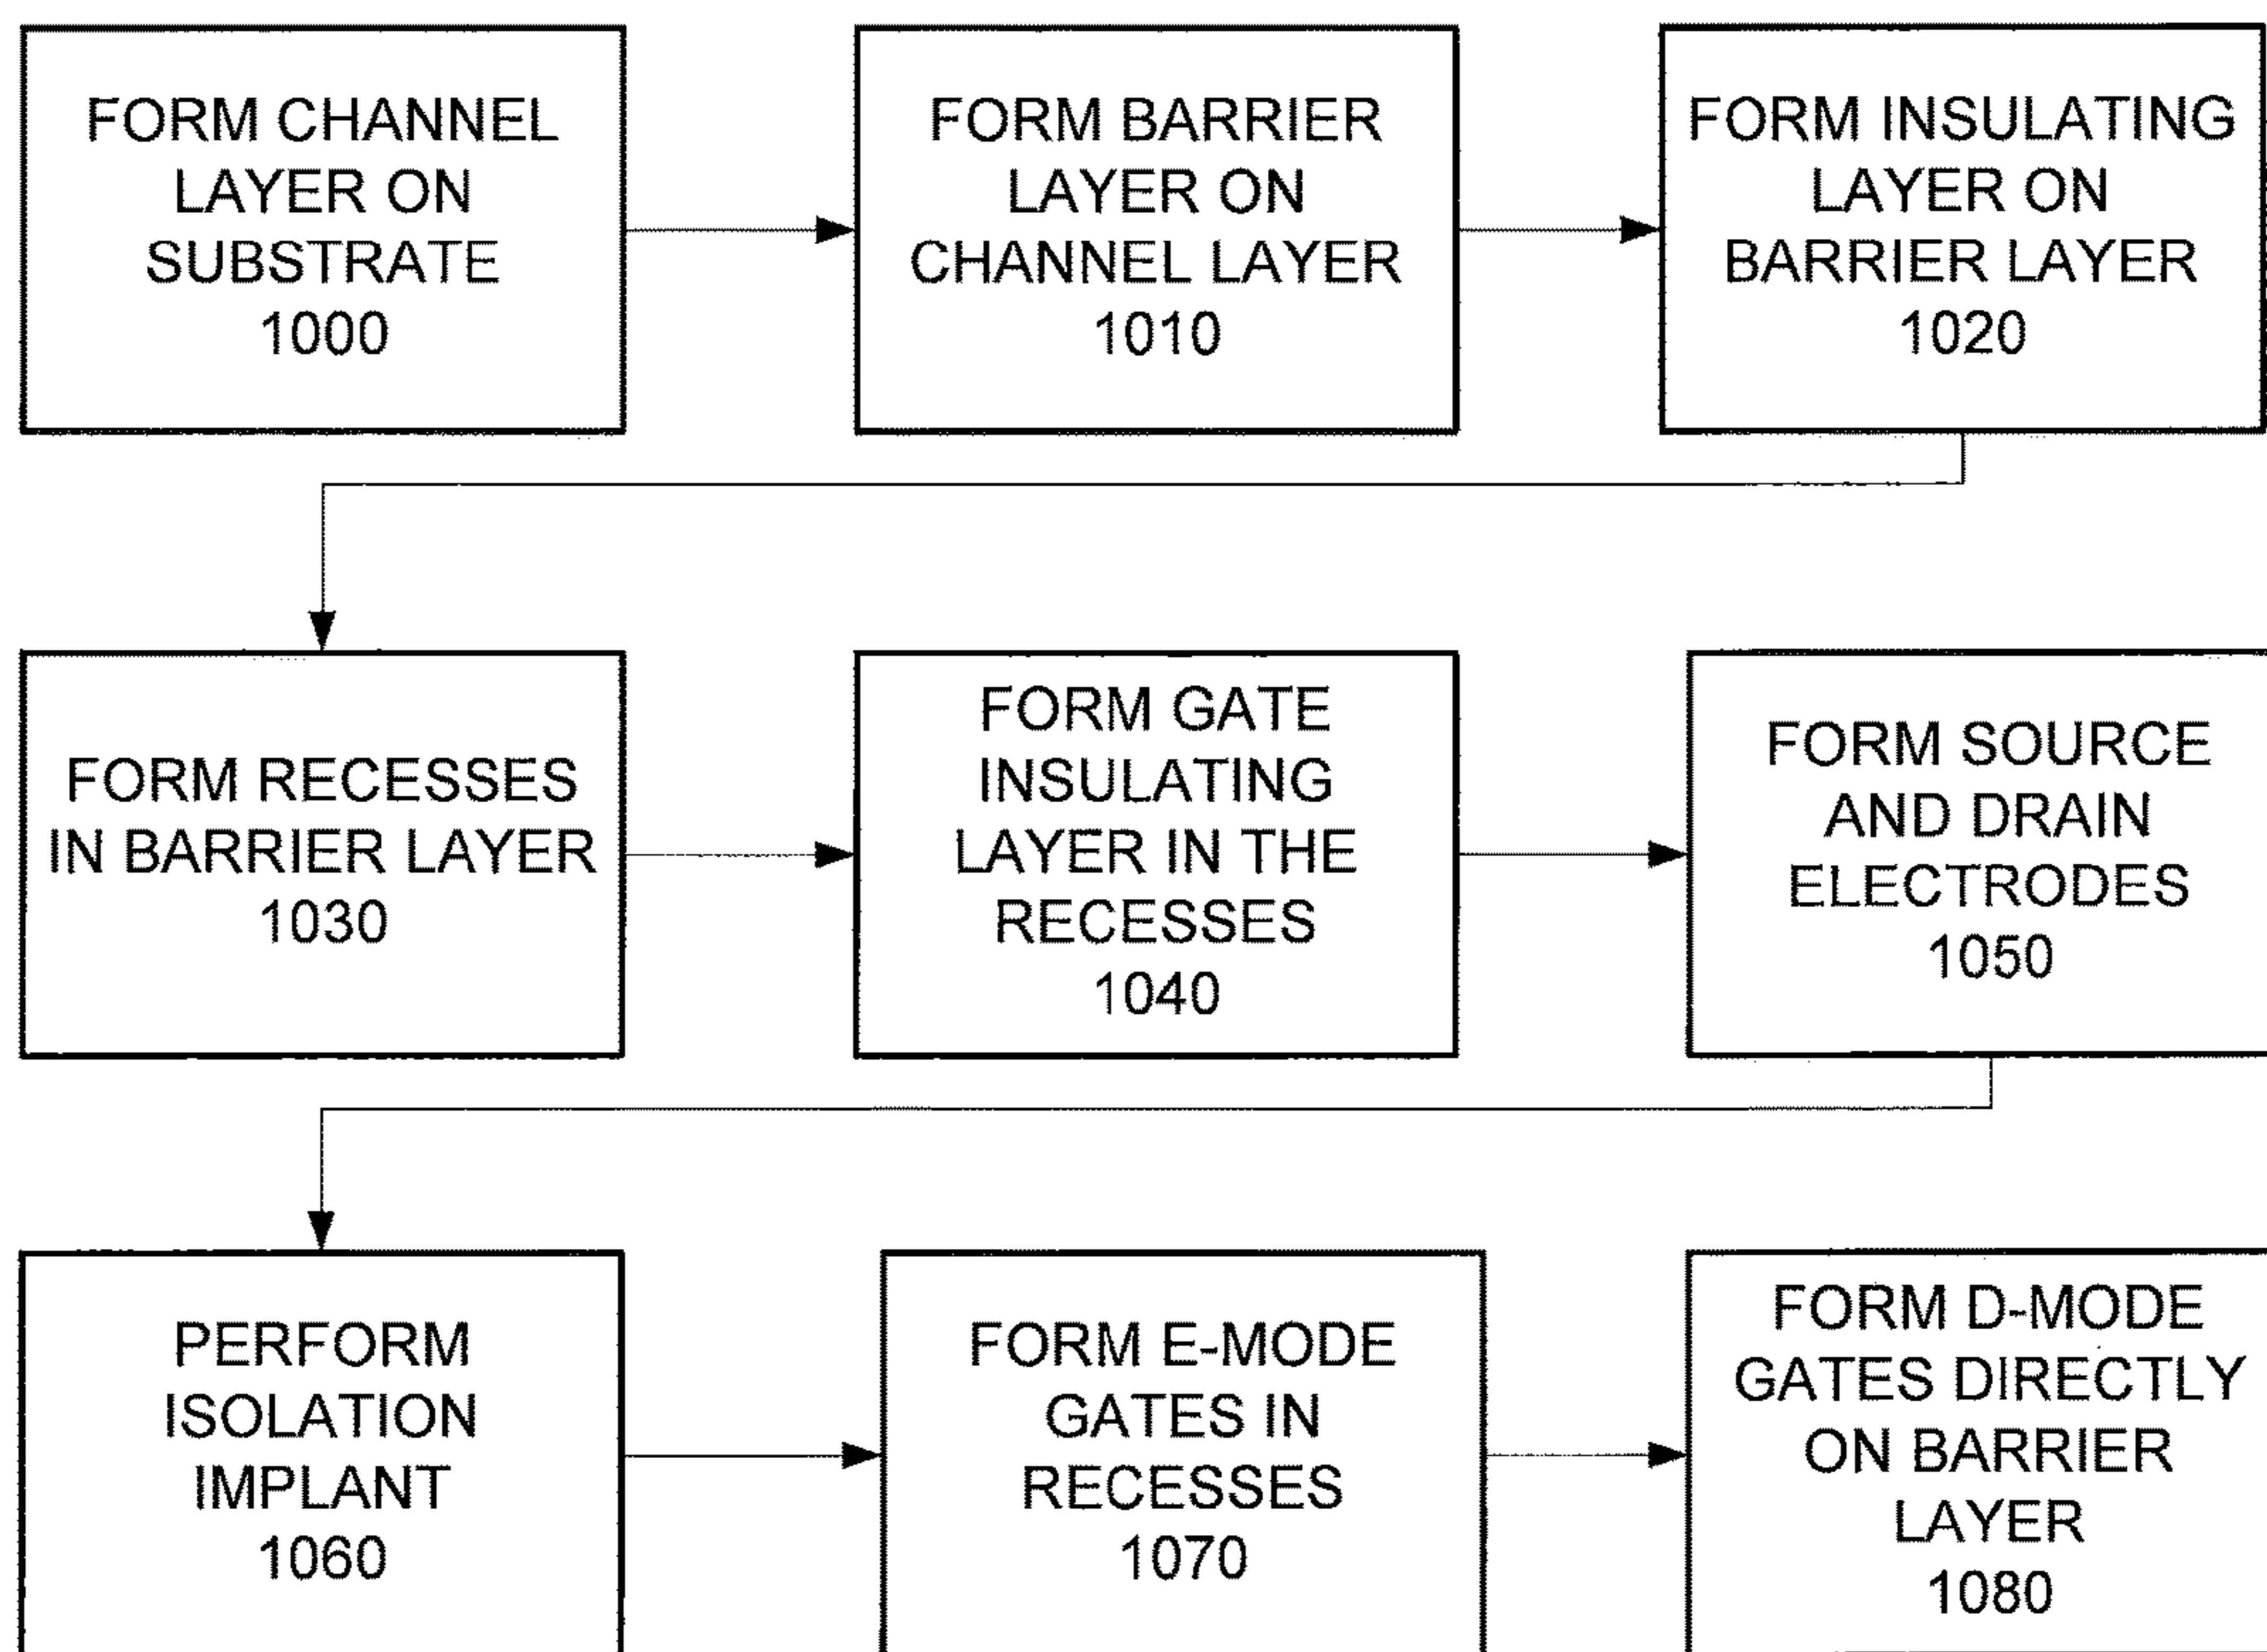 FORM CHANNEL
LAYER ON
SUBSTRATE
1000
FORM BARRIER
LAYER ON
CHANNEL LAYER
1010
FORM INSULATING
LAYER ON
BARRIER LAYER
1020
FORM RECESSES
IN BARRIER LAYER
1030
FORM GATE
INSULATING
LAYER IN THE
RECESSES
1040
FORM SOURCE
AND DRAIN
ELECTRODES
1050
PERFORM
ISOLATION
IMPLANT
1060
FORM E-MODE
GATES IN
RECESSES
1070
FORM D-MODE
GATES DIRECTLY
ON BARRIER
LAYER
1080